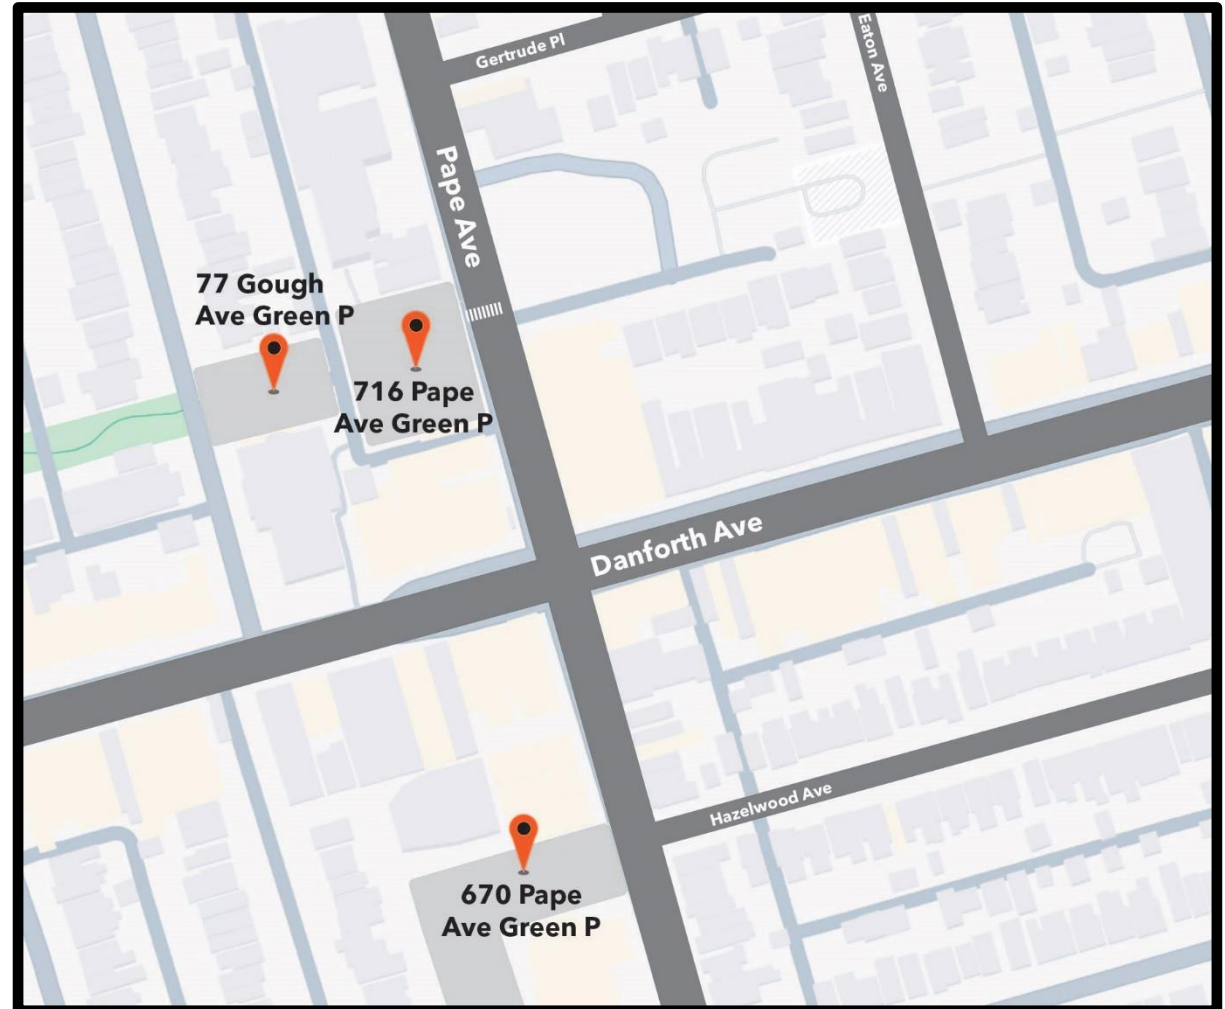 Gertrude Pl
Eaton Ave
Pape Ave
77 Gough
Ave Green P
716 Pape
Ave Green P
Danforth Ave
Hazelwood Ave
670 Pape
Ave Green P